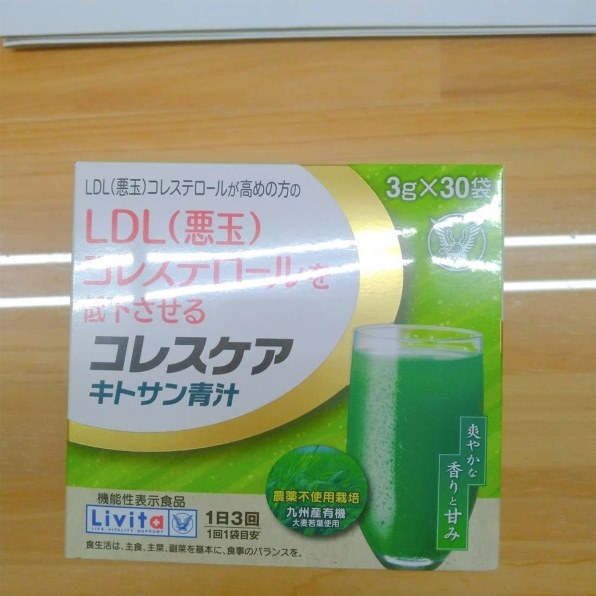 LDL(悪玉)コレステロールが高めの方の
3g×30袋
LDL(悪玉)
コレステロールを
低下させる
コレスケア
キトサン青汁
爽やかな
香りと甘み
農薬不使用栽培
九州産有機
大麦若葉使用
機能性表示食品
Livita
LIFE VITALITY SUPPORT
1日3回
1回1袋目安
食生活は、主食、主菜、副菜を基本に、食事のバランスを。